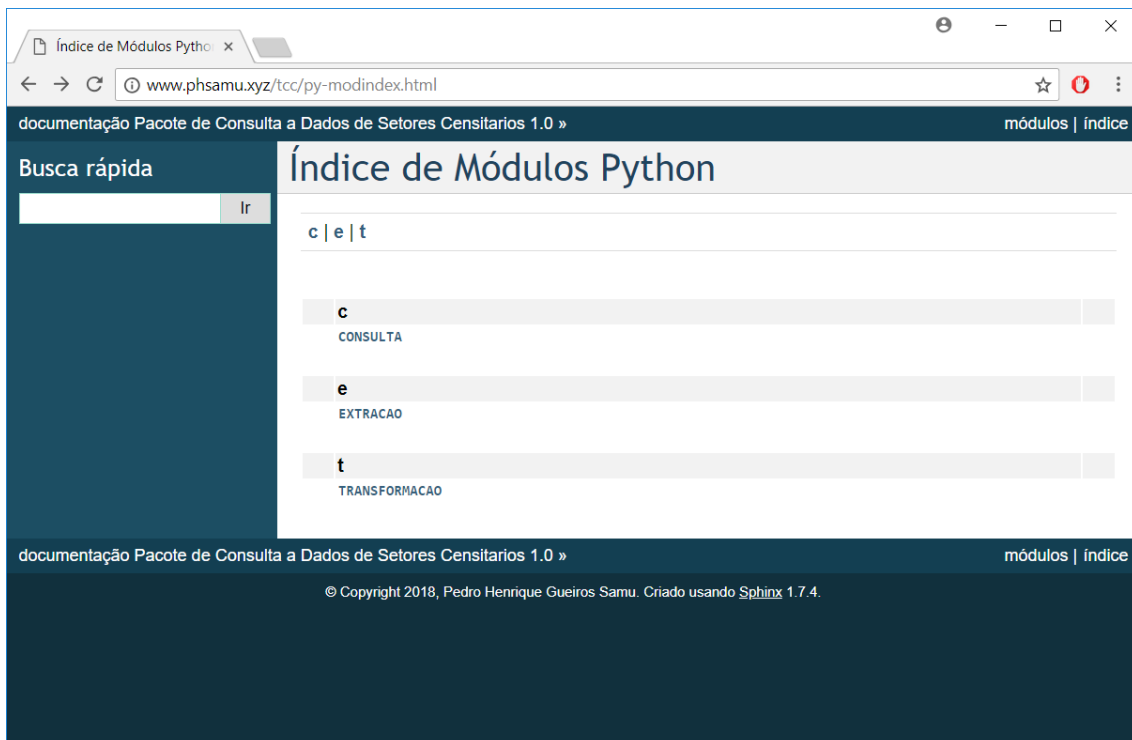 Índice de Módulos Pytho
www.phsamu.xyz/tcc/py-modindex.html
documentação Pacote de Consulta a Dados de Setores Censitarios 1.0 » módulos | índice
Busca rápida
Ir
Índice de Módulos Python
c | e | t
c
CONSULTA
e
EXTRACAO
t
TRANSFORMACAO
documentação Pacote de Consulta a Dados de Setores Censitarios 1.0 » módulos | índice
© Copyright 2018, Pedro Henrique Gueiros Samu. Criado usando Sphinx 1.7.4.